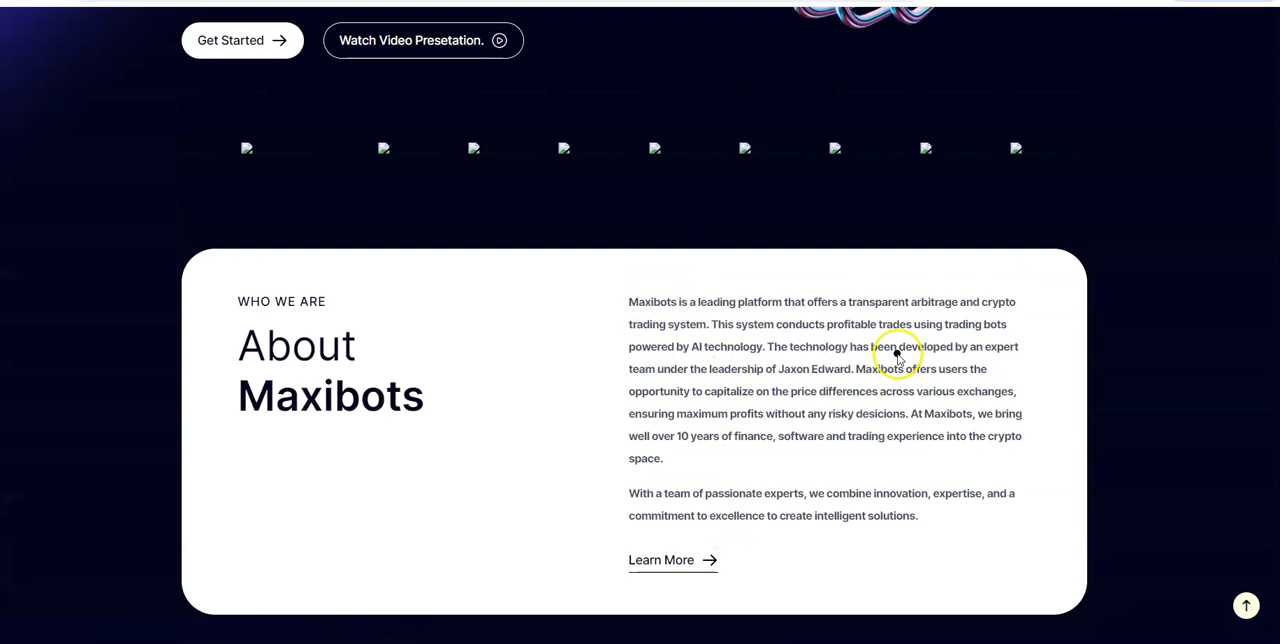 Get Started
Watch Video Presetation.
WHO WE ARE
About
Maxibots
Maxibots is a leading platform that offers a transparent arbitrage and crypto
trading system. This system conducts profitable trades using trading bots
powered by AI technology. The technology has been developed by an expert
team under the leadership of Jaxon Edward. Maxibots offers users the
opportunity to capitalize on the price differences across various exchanges,
ensuring maximum profits without any risky desicions. At Maxibots, we bring
well over 10 years of finance, software and trading experience into the crypto
space.
With a team of passionate experts, we combine innovation, expertise, and a
commitment to excellence to create intelligent solutions.
Learn More